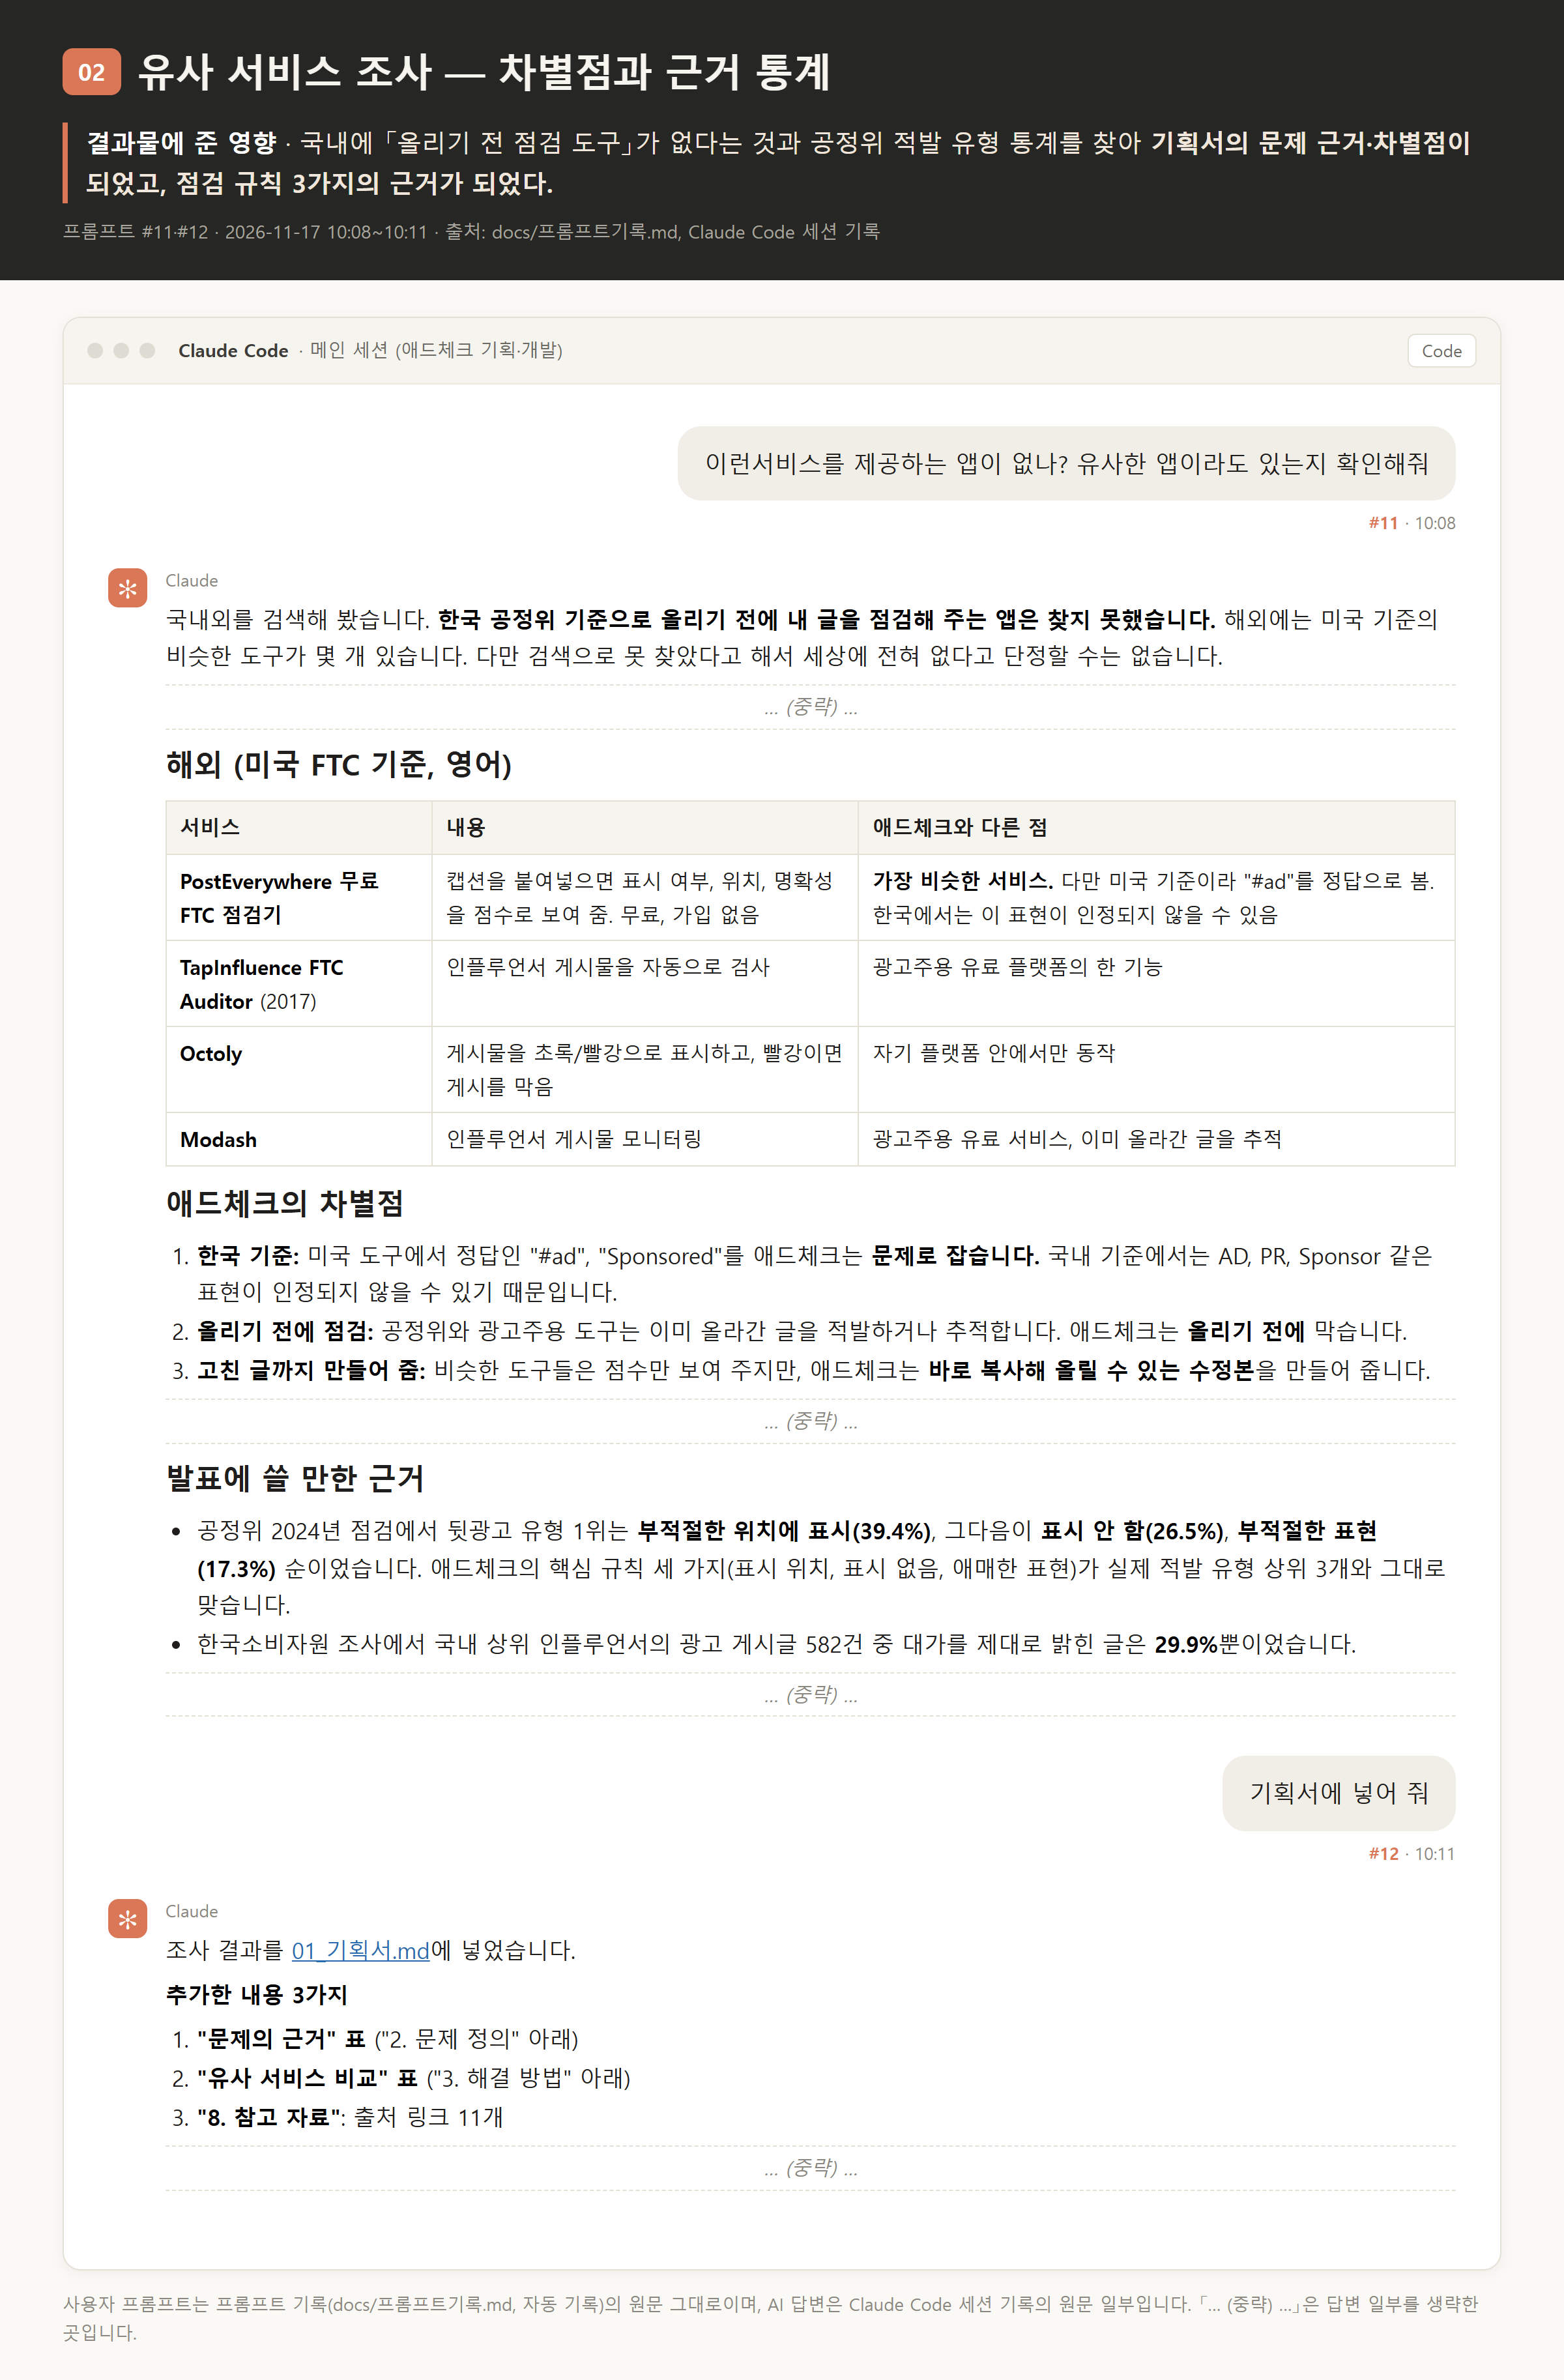 02 유사 서비스 조사 — 차별점과 근거 통계
결과물에 준 영향 · 국내에 「올리기 전 점검 도구」가 없다는 것과 공정위 적발 유형 통계를 찾아 기획서의 문제 근거·차별점이
되었고, 점검 규칙 3가지의 근거가 되었다.
프롬프트 #11·#12 · 2026-11-17 10:08~10:11 · 출처: docs/프롬프트기록.md, Claude Code 세션 기록
Claude Code · 메인 세션 (애드체크 기획·개발)
Code
이런서비스를 제공하는 앱이 없나? 유사한 앱이라도 있는지 확인해줘
#11 · 10:08
Claude
국내외를 검색해 봤습니다. 한국 공정위 기준으로 올리기 전에 내 글을 점검해 주는 앱은 찾지 못했습니다. 해외에는 미국 기준의
비슷한 도구가 몇 개 있습니다. 다만 검색으로 못 찾았다고 해서 세상에 전혀 없다고 단정할 수는 없습니다.
... (중략) ...
해외 (미국 FTC 기준, 영어)
서비스
내용
애드체크와 다른 점
PostEverywhere 무료
FTC 점검기
캡션을 붙여넣으면 표시 여부, 위치, 명확성
을 점수로 보여 줌. 무료, 가입 없음
가장 비슷한 서비스. 다만 미국 기준이라 "#ad"를 정답으로 봄.
한국에서는 이 표현이 인정되지 않을 수 있음
TapInfluence FTC
Auditor (2017)
인플루언서 게시물을 자동으로 검사
광고주용 유료 플랫폼의 한 기능
Octoly
게시물을 초록/빨강으로 표시하고, 빨강이면
게시를 막음
자기 플랫폼 안에서만 동작
Modash
인플루언서 게시물 모니터링
광고주용 유료 서비스, 이미 올라간 글을 추적
애드체크의 차별점
1. 한국 기준: 미국 도구에서 정답인 "#ad", "Sponsored"를 애드체크는 문제로 잡습니다. 국내 기준에서는 AD, PR, Sponsor 같은
표현이 인정되지 않을 수 있기 때문입니다.
2. 올리기 전에 점검: 공정위와 광고주용 도구는 이미 올라간 글을 적발하거나 추적합니다. 애드체크는 올리기 전에 막습니다.
3. 고친 글까지 만들어 줌: 비슷한 도구들은 점수만 보여 주지만, 애드체크는 바로 복사해 올릴 수 있는 수정본을 만들어 줍니다.
... (중략) ...
발표에 쓸 만한 근거
• 공정위 2024년 점검에서 뒷광고 유형 1위는 부적절한 위치에 표시(39.4%), 그다음이 표시 안 함(26.5%), 부적절한 표현
(17.3%) 순이었습니다. 애드체크의 핵심 규칙 세 가지(표시 위치, 표시 없음, 애매한 표현)가 실제 적발 유형 상위 3개와 그대로
맞습니다.
• 한국소비자원 조사에서 국내 상위 인플루언서의 광고 게시글 582건 중 대가를 제대로 밝힌 글은 29.9%뿐이었습니다.
... (중략) ...
기획서에 넣어 줘
#12 · 10:11
Claude
조사 결과를 01_기획서.md에 넣었습니다.
추가한 내용 3가지
1. "문제의 근거" 표 ("2. 문제 정의" 아래)
2. "유사 서비스 비교" 표 ("3. 해결 방법" 아래)
3. "8. 참고 자료": 출처 링크 11개
... (중략) ...
사용자 프롬프트는 프롬프트 기록(docs/프롬프트기록.md, 자동 기록)의 원문 그대로이며, AI 답변은 Claude Code 세션 기록의 원문 일부입니다. 「... (중략) ...」은 답변 일부를 생략한
곳입니다.